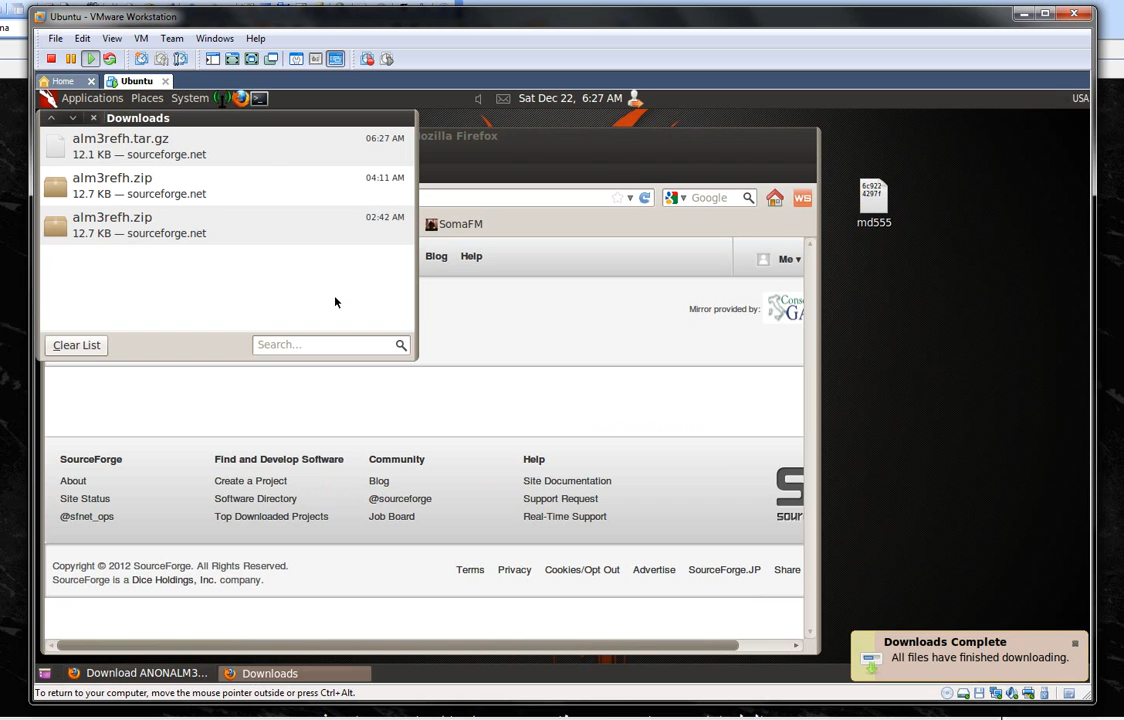 na
Ubuntu - VMware Workstation
File Edit View VM Team Windows Help
Home Ubuntu
Applications Places System Sat Dec 22, 6:27 AM USA
Downloads
ozilla Firefox
alm3refh.tar.gz 06:27 AM
12.1 KB — sourceforge.net
alm3refh.zip 04:11 AM
12.7 KB — sourceforge.net
alm3refh.zip 02:42 AM
12.7 KB — sourceforge.net
Clear List Search...
Google WS
SomaFM
Blog Help Me
Mirror provided by: Cons
GA
6c922
4297f
md555
SourceForge
About
Site Status
@sfnet_ops
Find and Develop Software
Create a Project
Software Directory
Top Downloaded Projects
Community
Blog
@sourceforge
Job Board
Help
Site Documentation
Support Request
Real-Time Support
S
sour
Copyright © 2012 SourceForge. All Rights Reserved.
SourceForge is a Dice Holdings, Inc. company.
Terms Privacy Cookies/Opt Out Advertise SourceForge.JP Share
Downloads Complete
All files have finished downloading.
Download ANONALM3... Downloads
To return to your computer, move the mouse pointer outside or press Ctrl+Alt.